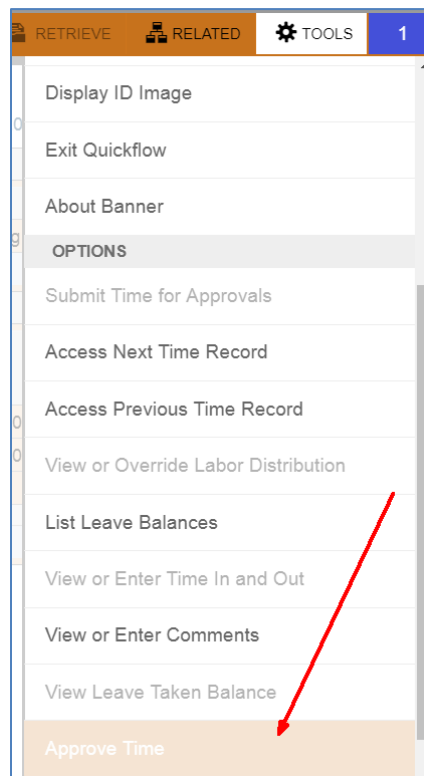 RETRIEVE RELATED TOOLS 1
Display ID Image
Exit Quickflow
About Banner
OPTIONS
Submit Time for Approvals
Access Next Time Record
Access Previous Time Record
View or Override Labor Distribution
List Leave Balances
View or Enter Time In and Out
View or Enter Comments
View Leave Taken Balance
Approve Time